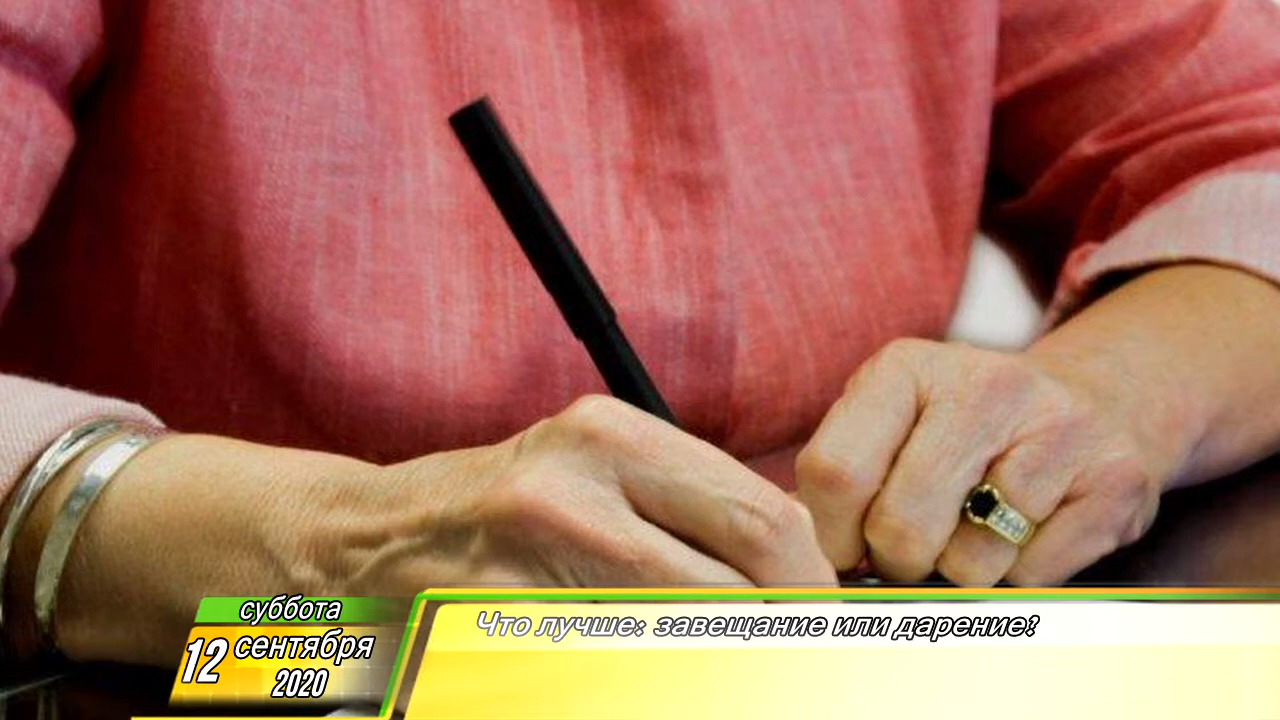 суббота
12 сентября
2020
Что лучше: завещание или дарение?